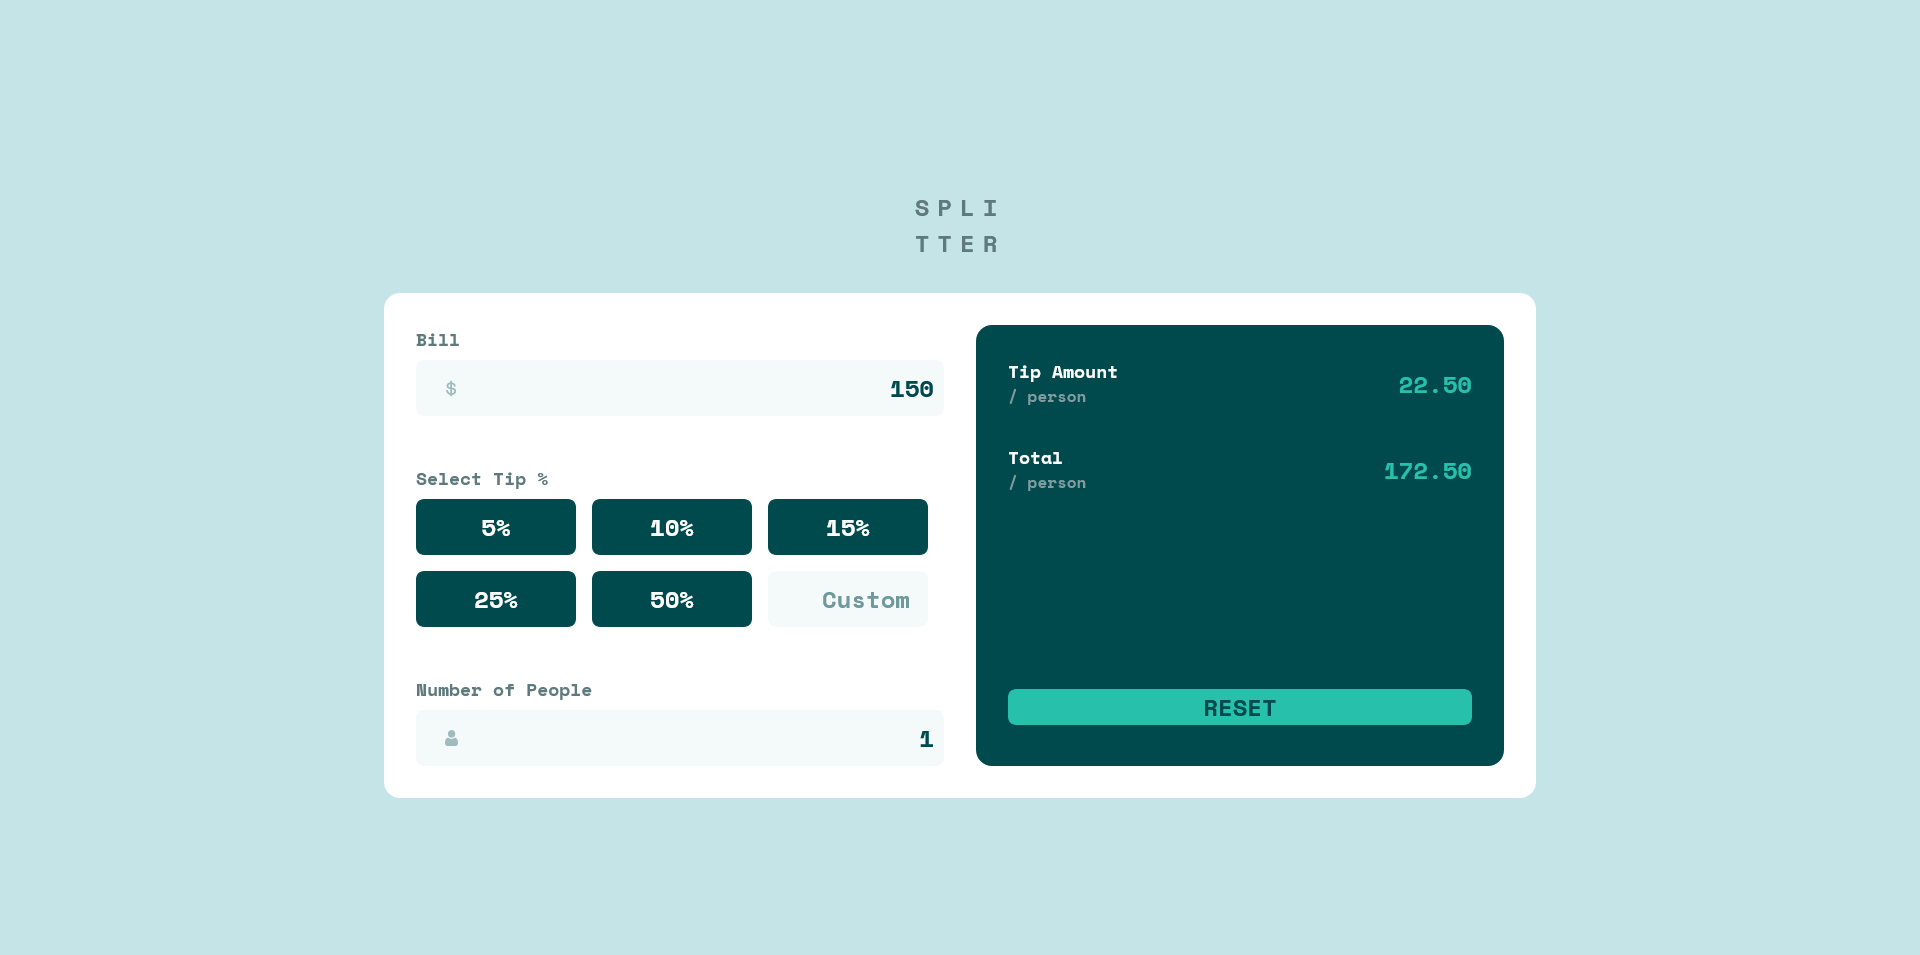 SPLI
TTER
Bill
$ 150
Select Tip %
5% 10% 15%
25% 50% Custom
Number of People
1
Tip Amount
/ person
22.50
Total
/ person
172.50
RESET